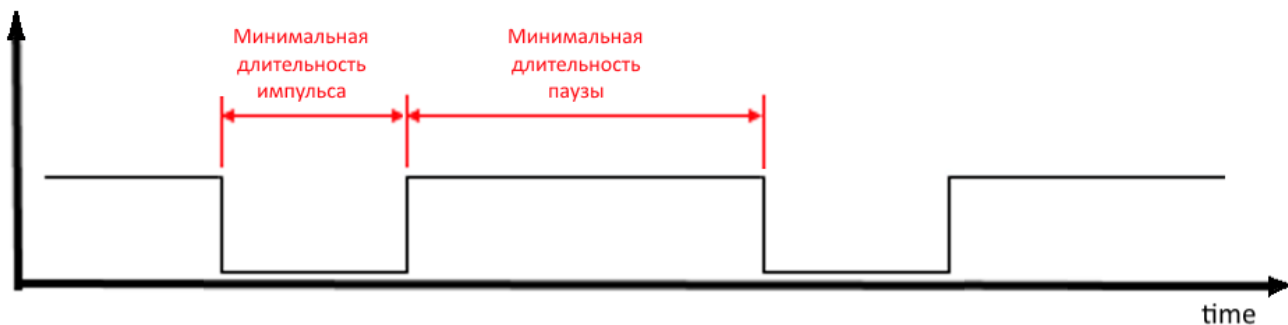 Минимальная
длительность
импульса
Минимальная
длительность
паузы
time